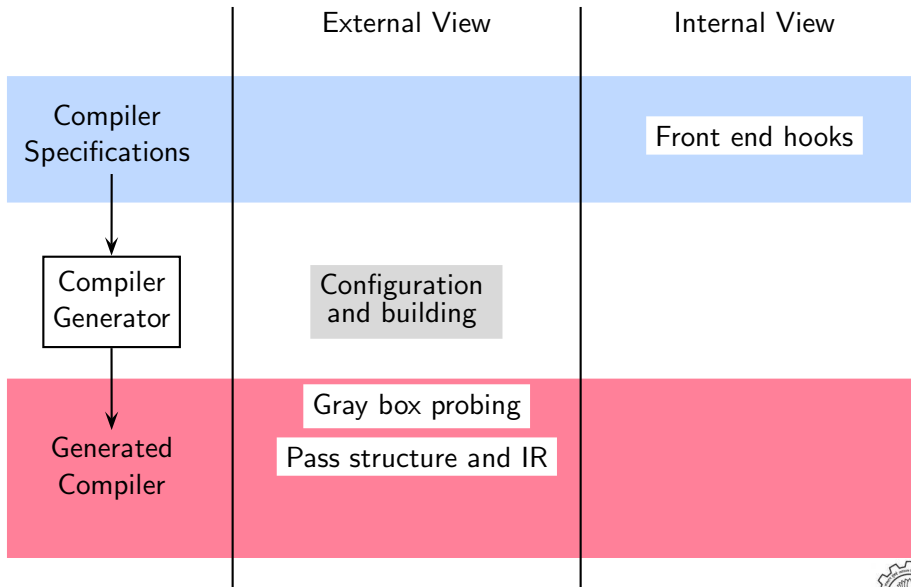 External View
Internal View
Compiler
Specifications
Front end hooks
Compiler
Generator
Configuration
and building
Gray box probing
Pass structure and IR
Generated
Compiler